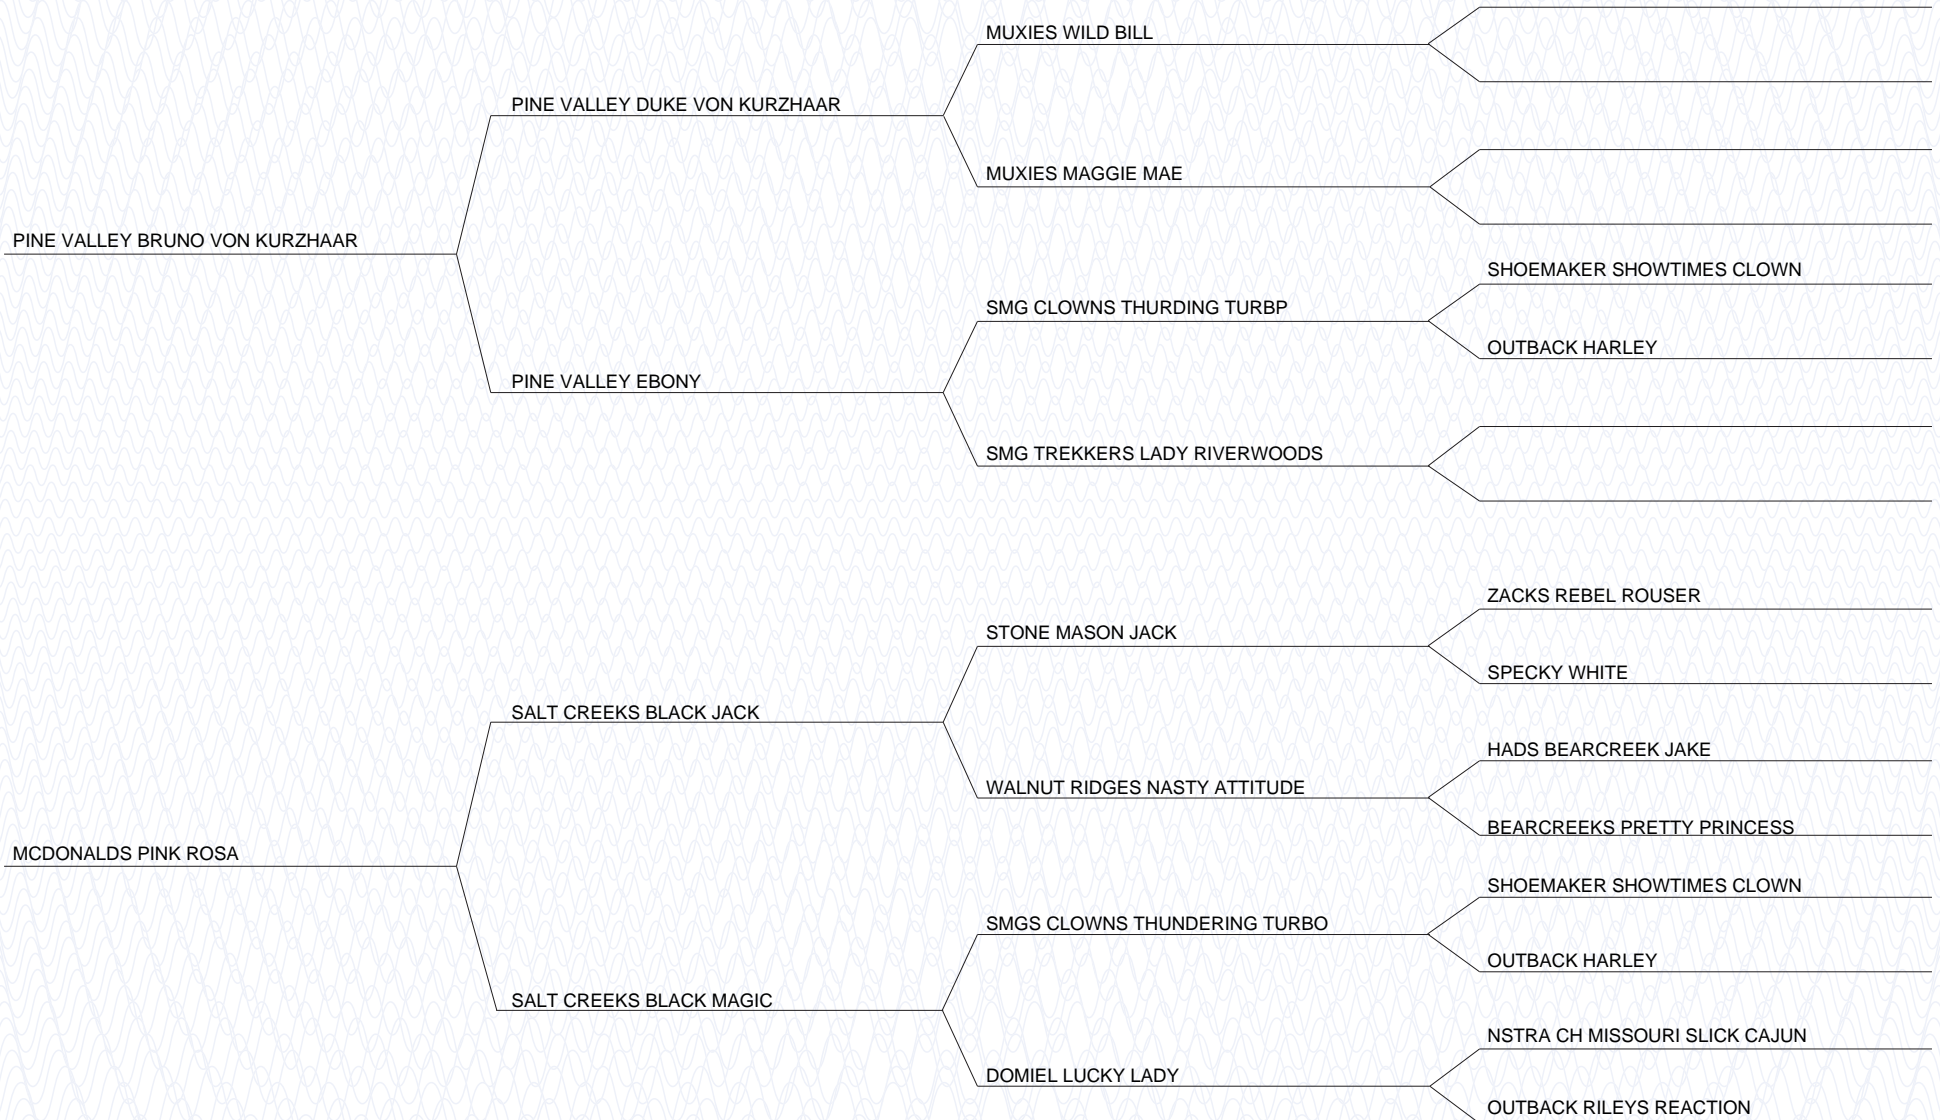 MUXIES WILD BILL
PINE VALLEY DUKE VON KURZHAAR
MUXIES MAGGIE MAE
PINE VALLEY BRUNO VON KURZHAAR
SHOEMAKER SHOWTIMES CLOWN
SMG CLOWNS THURDING TURBP
OUTBACK HARLEY
PINE VALLEY EBONY
SMG TREKKERS LADY RIVERWOODS
ZACKS REBEL ROUSER
STONE MASON JACK
SPECKY WHITE
SALT CREEKS BLACK JACK
HADS BEARCREEK JAKE
WALNUT RIDGES NASTY ATTITUDE
BEARCREEKS PRETTY PRINCESS
MCDONALDS PINK ROSA
SHOEMAKER SHOWTIMES CLOWN
SMGS CLOWNS THUNDERING TURBO
OUTBACK HARLEY
SALT CREEKS BLACK MAGIC
NSTRA CH MISSOURI SLICK CAJUN
DOMIEL LUCKY LADY
OUTBACK RILEYS REACTION